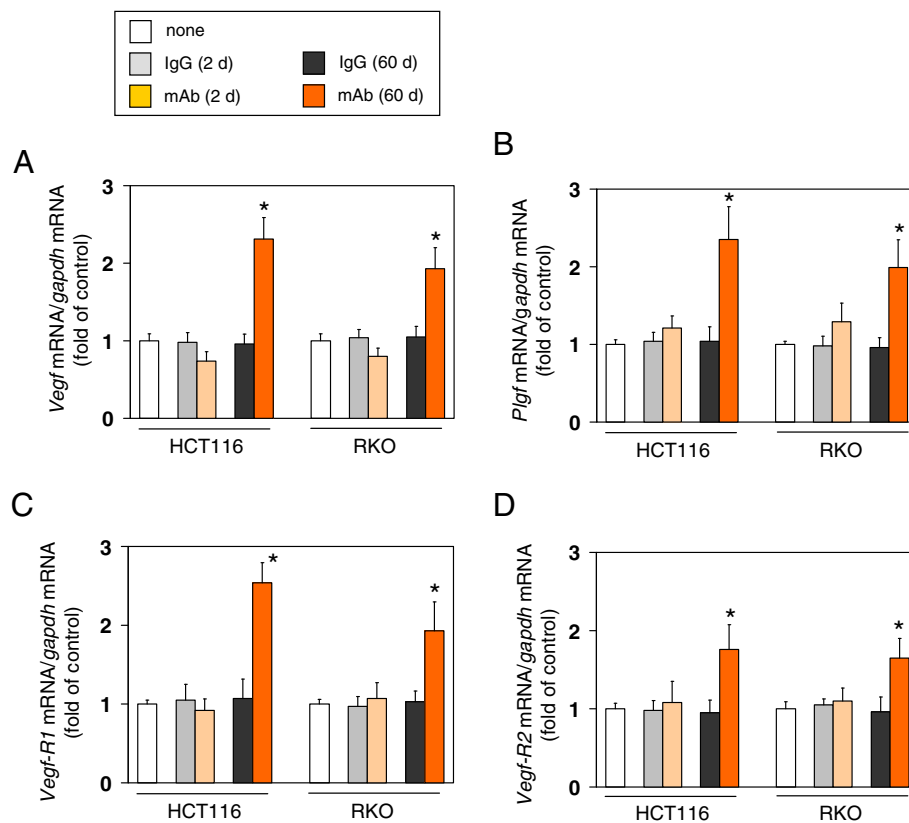 none
IgG (2 d)
IgG (60 d)
mAb (2 d)
mAb (60 d)
A
Vegf mRNA/gapdh mRNA
(fold of control)
3
2
1
0
*
*
HCT116
RKO
B
Plgf mRNA/gapdh mRNA
(fold of control)
3
2
1
0
*
*
HCT116
RKO
C
Vegf-R1 mRNA/gapdh mRNA
(fold of control)
3
2
1
0
*
*
HCT116
RKO
D
Vegf-R2 mRNA/gapdh mRNA
(fold of control)
3
2
1
0
*
*
HCT116
RKO